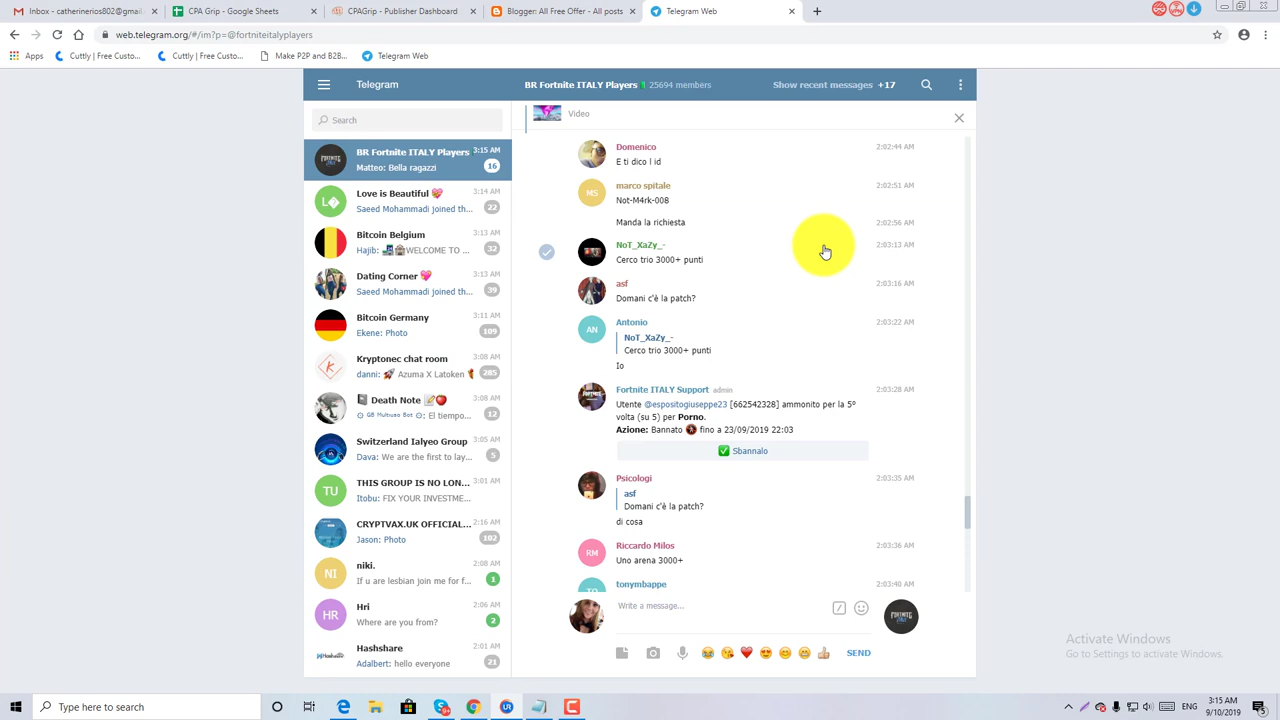 Inbox - catherinerios02@gmail.
CPAGrip - Google Sheets
CPAGrip - Publisher Dashboard
Blogger: All Free Offer - All posts
Telegram Web
web.telegram.org/#/im?p=@fortniteitalyplayers
Apps
Cuttly | Free Custo...
Cuttly | Free Custo...
Make P2P and B2B...
Telegram Web
Telegram
BR Fortnite ITALY Players 25694 members
Show recent messages +17
Search
BR Fortnite ITALY Players 3:15 AM
Matteo: Bella ragazzi 16
Love is Beautiful 💖 3:14 AM
Saeed Mohammadi joined th... 22
Bitcoin Belgium 3:13 AM
Hajib: WELCOME TO ... 32
Dating Corner 💖 3:13 AM
Saeed Mohammadi joined th... 39
Bitcoin Germany 3:11 AM
Ekene: Photo 109
Kryptonec chat room 3:08 AM
danni: 🚀 Azuma X Latoken 285
Death Note 3:08 AM
GB Multiuso Bot : El tiempo... 12
Switzerland Ialyeo Group 3:05 AM
Dava: We are the first to lay... 5
TU
THIS GROUP IS NO LON... 3:01 AM
Itobu: FIX YOUR INVESTME...
CRYPTVAX.UK OFFICIAL... 2:16 AM
Jason: Photo 102
NI
niki. 2:08 AM
If u are lesbian join me for f... 1
HR
Hri 2:06 AM
Where are you from? 2
Hashshare 2:01 AM
Adalbert: hello everyone 21
Video
Domenico 2:02:44 AM
E ti dico l id
MS
marco spitale 2:02:51 AM
Not-M4rk-008
Manda la richiesta 2:02:56 AM
NoT_XaZy_- 2:03:13 AM
Cerco trio 3000+ punti
asf 2:03:16 AM
Domani c'è la patch?
AN
Antonio 2:03:22 AM
NoT_XaZy_-
Cerco trio 3000+ punti
Io
Fortnite ITALY Support admin 2:03:28 AM
Utente @espositogiuseppe23 [662542328] ammonito per la 5°
volta (su 5) per Porno.
Azione: Bannato 🔞 fino a 23/09/2019 22:03
✅ Sbannalo
Psicologi 2:03:35 AM
asf
Domani c'è la patch?
di cosa
RM
Riccardo Milos 2:03:36 AM
Uno arena 3000+
tonymbappe 2:03:40 AM
Write a message...
SEND
Activate Windows
Go to Settings to activate Windows.
Type here to search
ENG
3:15 AM
9/10/2019